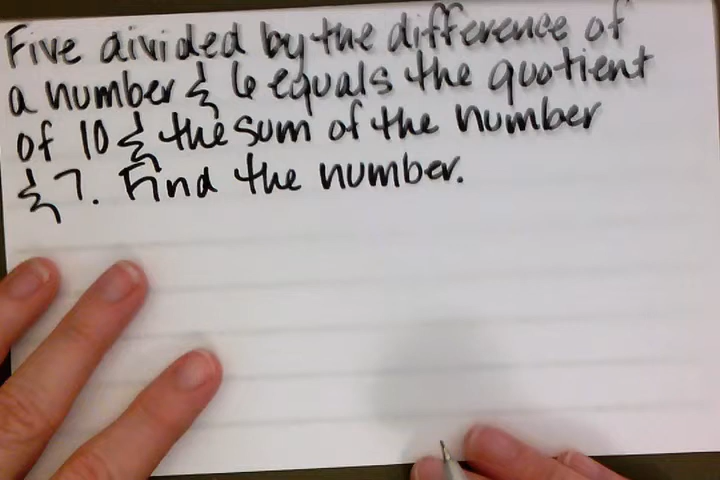 Five divided by the difference of
a number & 6 equals the quotient
of 10 & the sum of the number
& 7. Find the number.